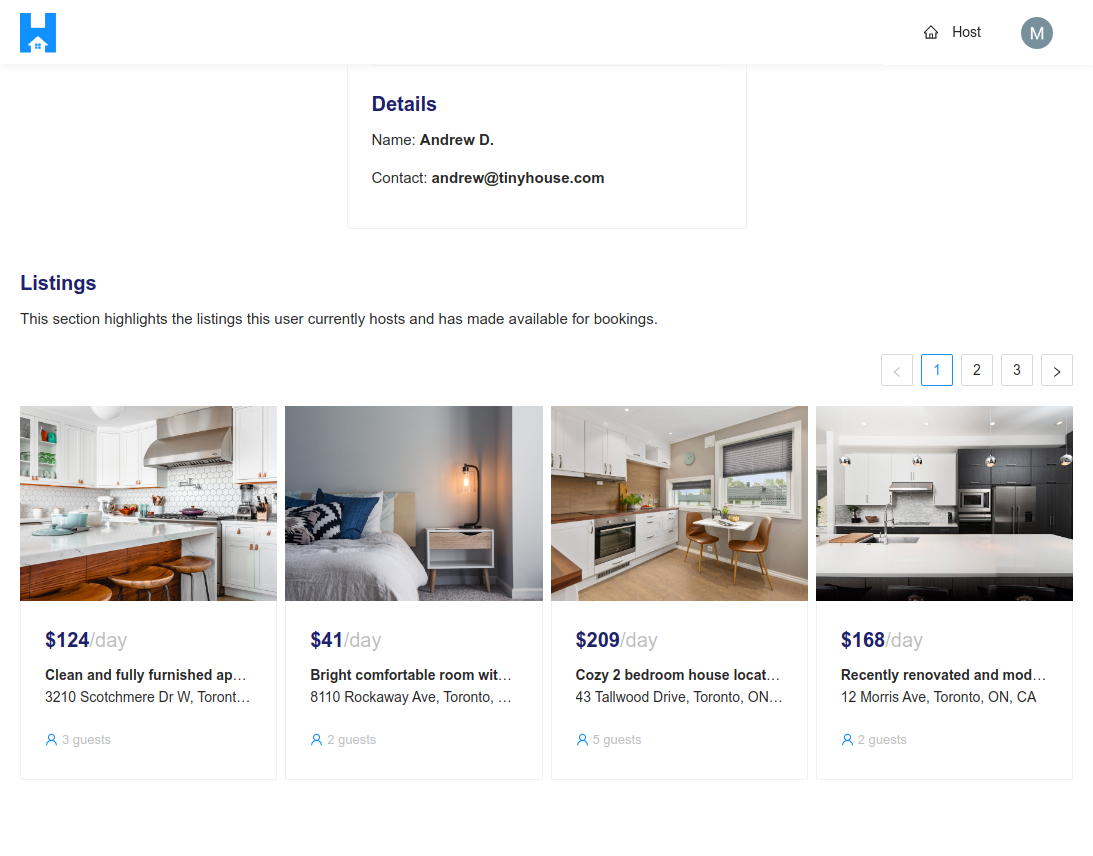 Host
M
Details
Name: Andrew D.
Contact: andrew@tinyhouse.com
Listings
This section highlights the listings this user currently hosts and has made available for bookings.
< 1 2 3 >
$124/day
Clean and fully furnished ap...
3210 Scotchmere Dr W, Toront...
3 guests
$41/day
Bright comfortable room wit...
8110 Rockaway Ave, Toronto, ...
2 guests
$209/day
Cozy 2 bedroom house locat...
43 Tallwood Drive, Toronto, ON...
5 guests
$168/day
Recently renovated and mod...
12 Morris Ave, Toronto, ON, CA
2 guests